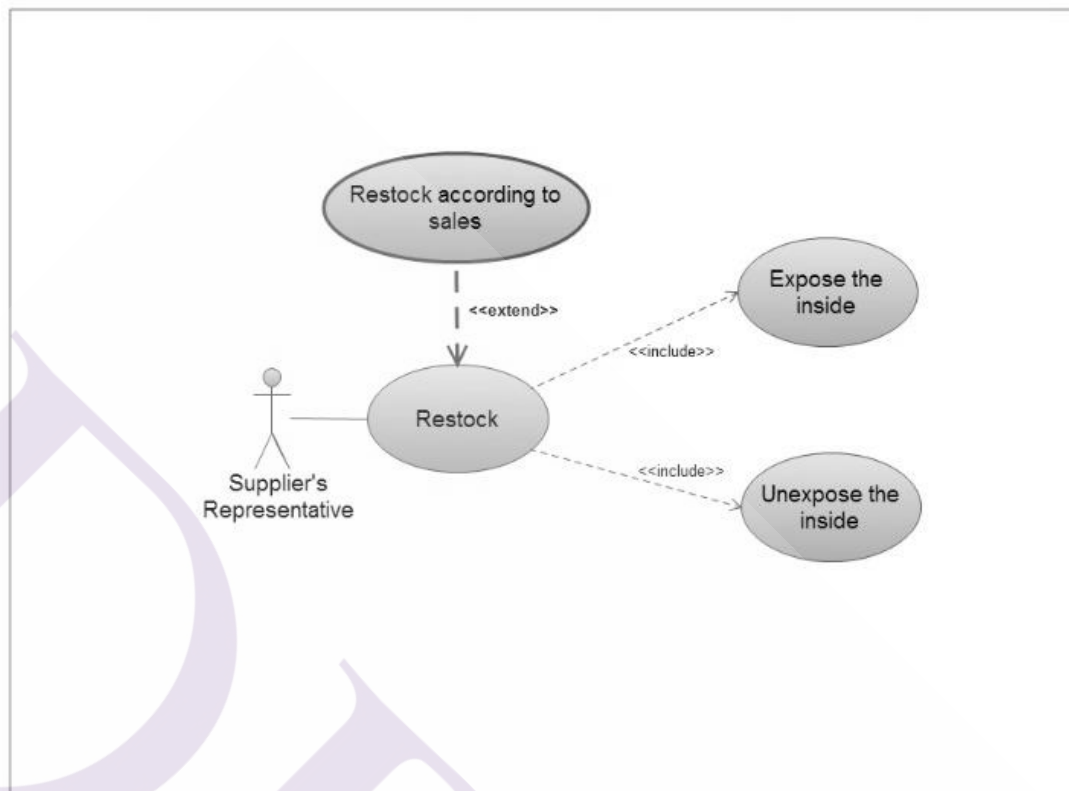 Restock according to
sales
<<extend>>
Expose the
inside
<<include>>
Restock
<<include>>
Supplier's
Representative
Unexpose the
inside